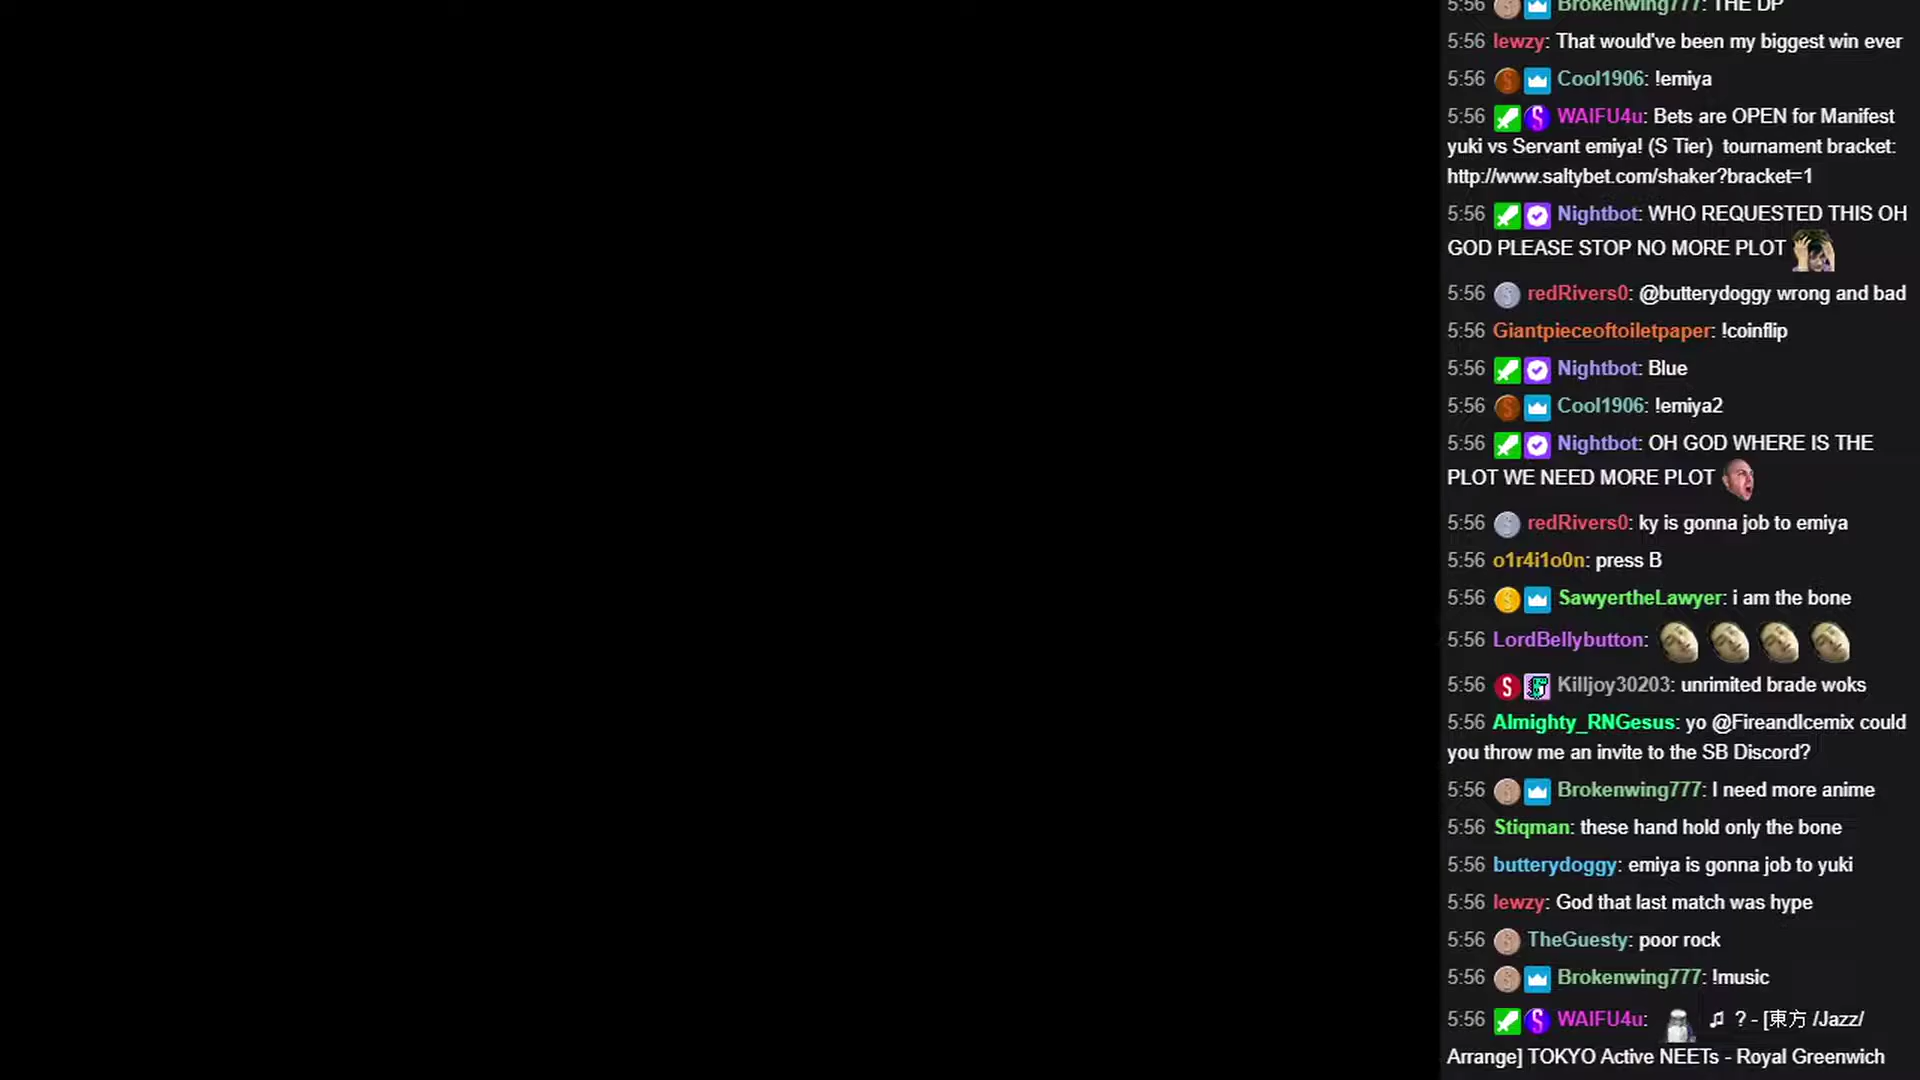 5:56 Brokenwing777: THE DP
5:56 lewzy: That would've been my biggest win ever
5:56 Cool1906: !emiya
5:56 WAIFU4u: Bets are OPEN for Manifest
yuki vs Servant emiya! (S Tier) tournament bracket:
http://www.saltybet.com/shaker?bracket=1
5:56 Nightbot: WHO REQUESTED THIS OH
GOD PLEASE STOP NO MORE PLOT
5:56 redRivers0: @butterydoggy wrong and bad
5:56 Giantpieceoftoiletpaper: !coinflip
5:56 Nightbot: Blue
5:56 Cool1906: !emiya2
5:56 Nightbot: OH GOD WHERE IS THE
PLOT WE NEED MORE PLOT
5:56 redRivers0: ky is gonna job to emiya
5:56 o1r4i1o0n: press B
5:56 SawyertheLawyer: i am the bone
5:56 LordBellybutton:
5:56 Killjoy30203: unrimited brade woks
5:56 Almighty_RNGesus: yo @FireandIcemix could
you throw me an invite to the SB Discord?
5:56 Brokenwing777: I need more anime
5:56 Stiqman: these hand hold only the bone
5:56 butterydoggy: emiya is gonna job to yuki
5:56 lewzy: God that last match was hype
5:56 TheGuesty: poor rock
5:56 Brokenwing777: !music
5:56 WAIFU4u: ♫ ? - [東方 /Jazz/
Arrange] TOKYO Active NEETs - Royal Greenwich